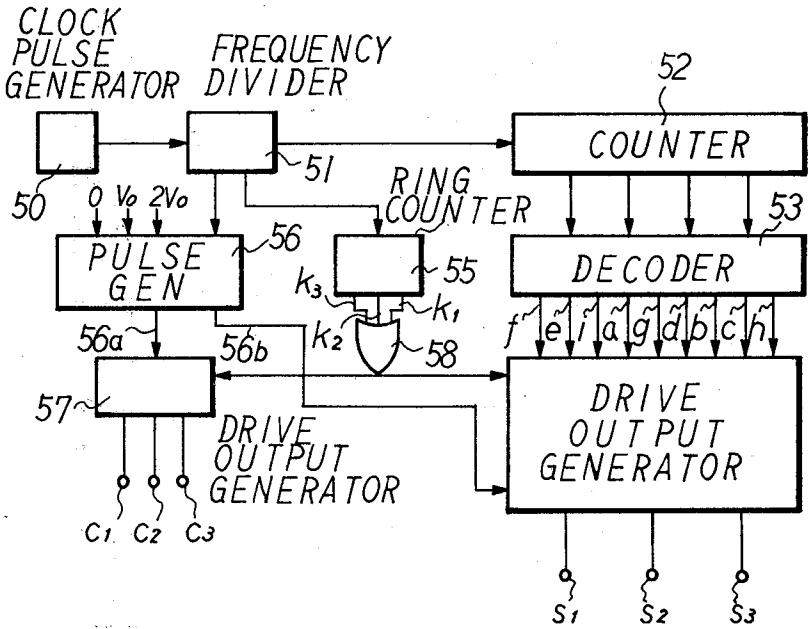 CLOCK
PULSE
GENERATOR
FREQUENCY
DIVIDER
52
COUNTER
50
51
0 Vo 2Vo
RING
COUNTER
53
56
PULSE
GEN
55
DECODER
k3
k1
k2
58
f e i a g d b c h
56a
56b
57
DRIVE
OUTPUT
GENERATOR
DRIVE
OUTPUT
GENERATOR
C1 C2 C3
S1 S2 S3